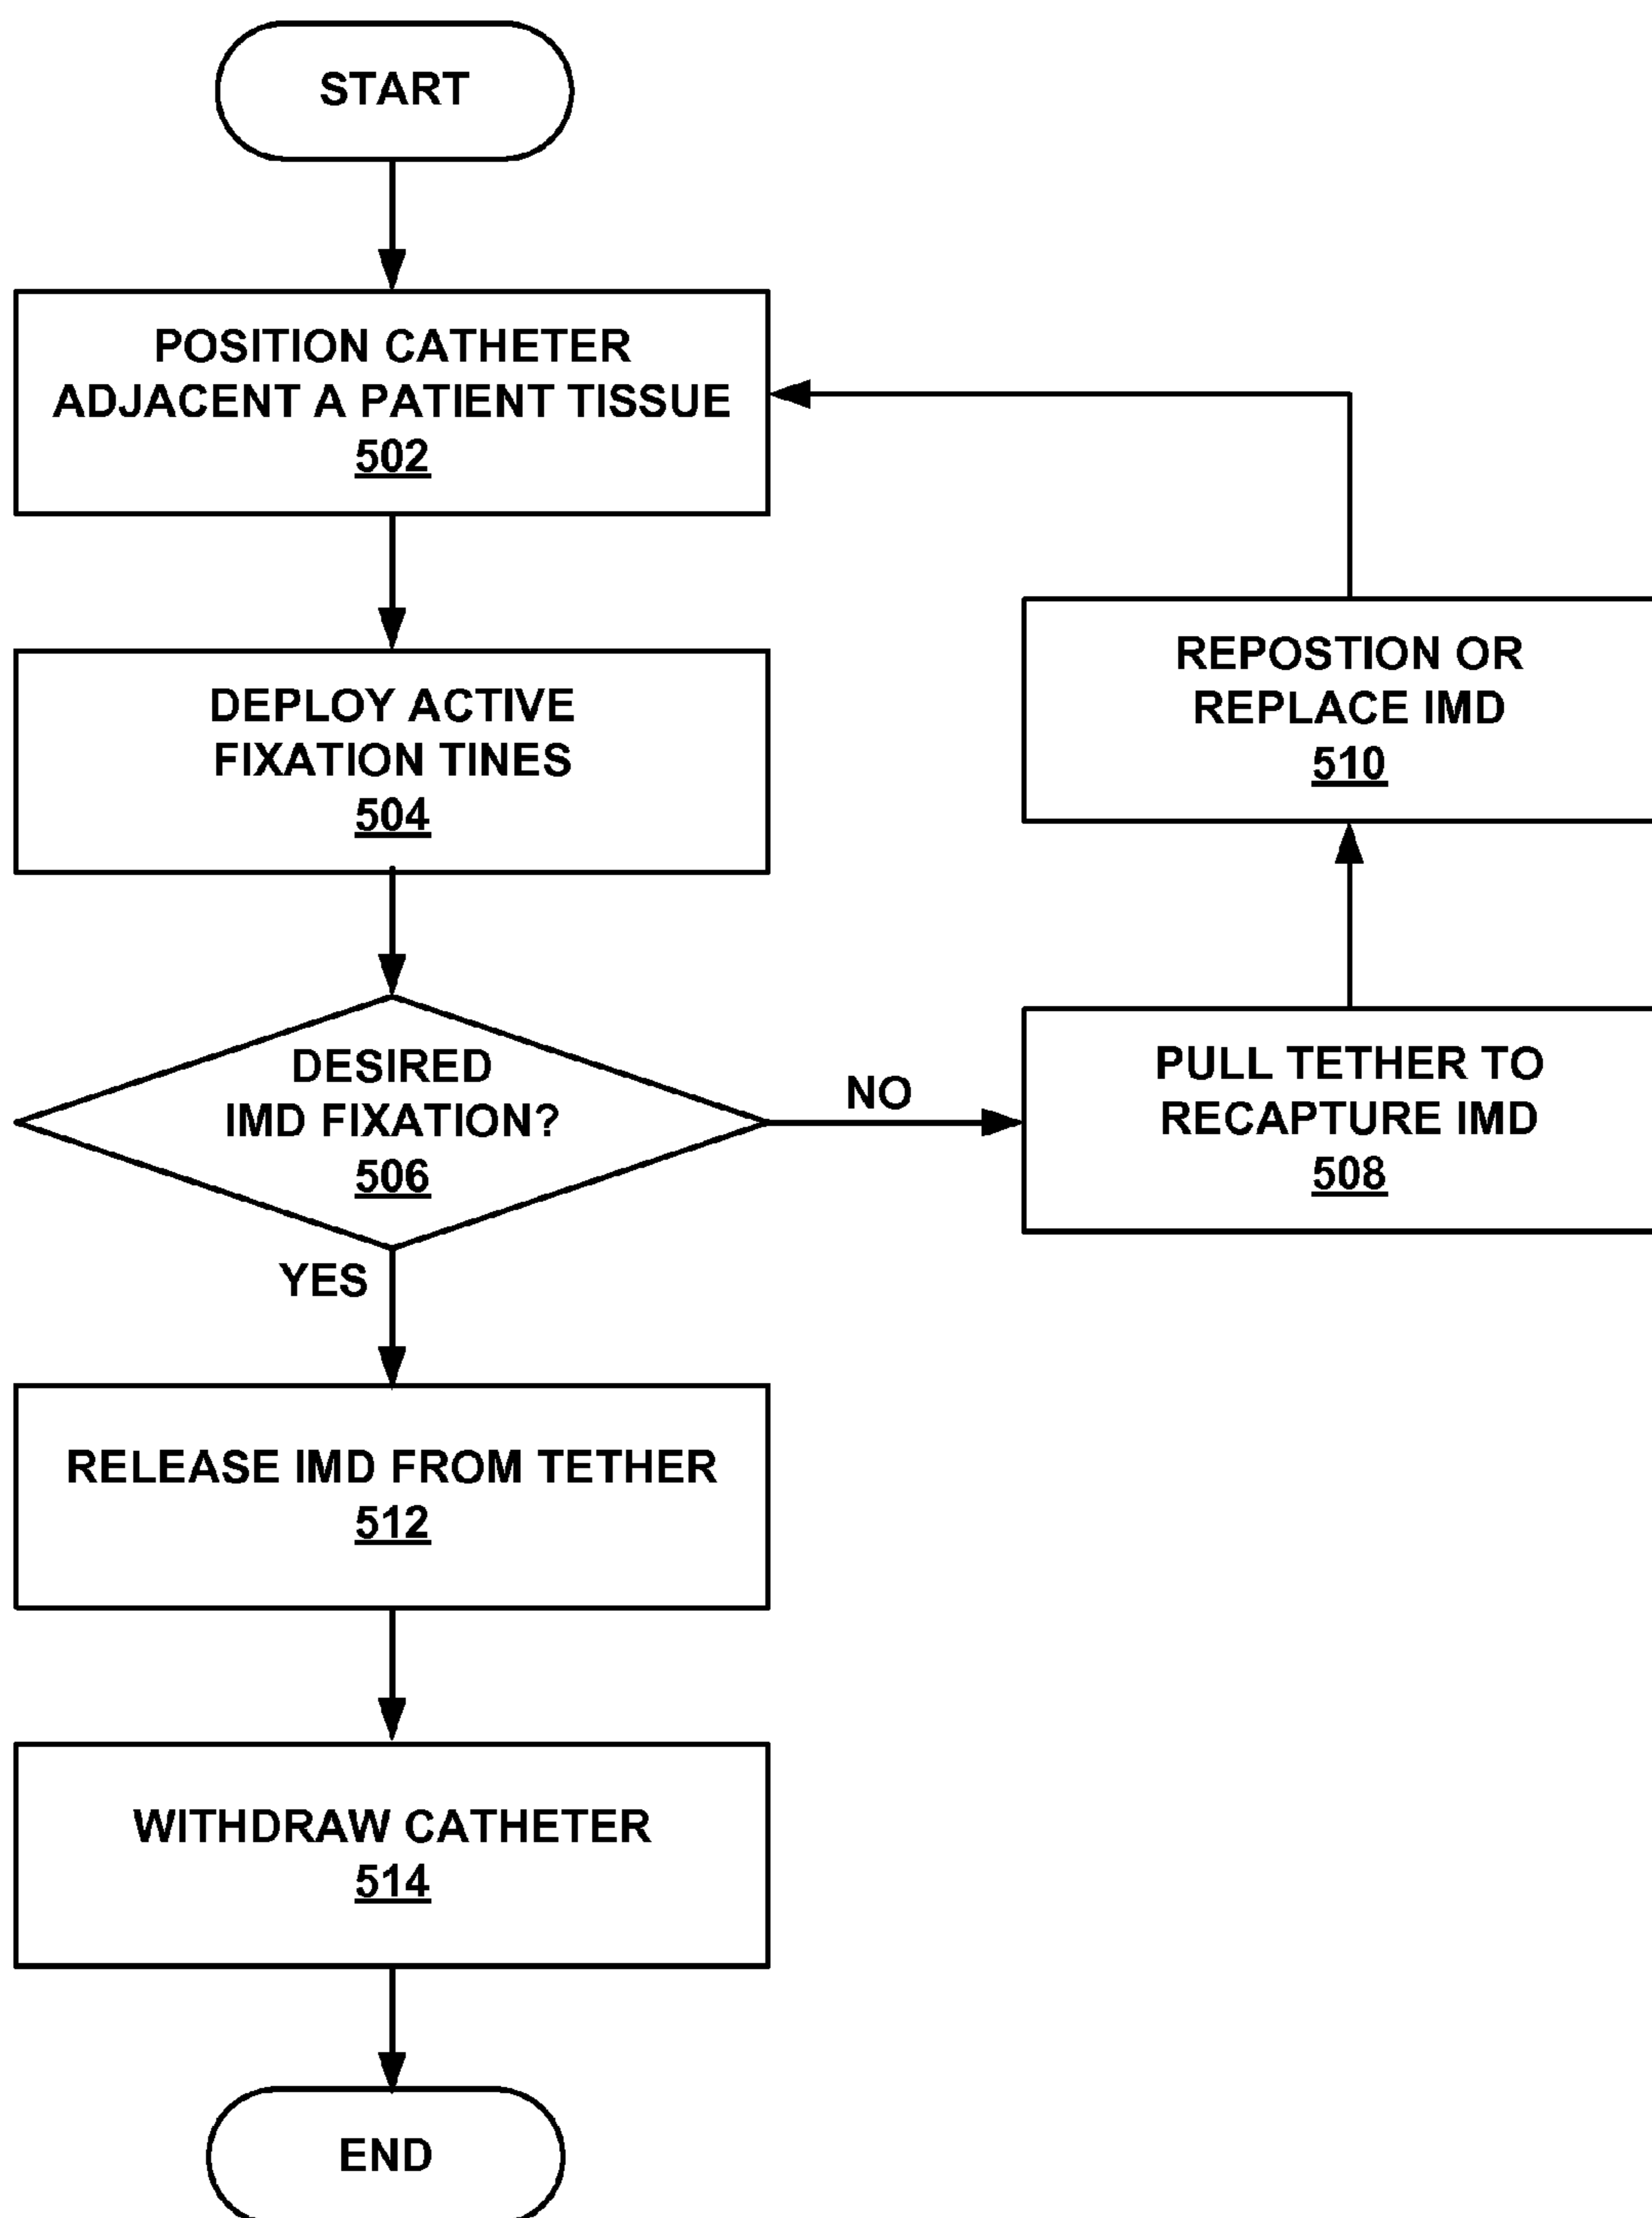 START
POSITION CATHETER
ADJACENT A PATIENT TISSUE
502
DEPLOY ACTIVE
FIXATION TINES
504
REPOSTION OR
REPLACE IMD
510
DESIRED
IMD FIXATION?
506
NO
PULL TETHER TO
RECAPTURE IMD
508
YES
RELEASE IMD FROM TETHER
512
WITHDRAW CATHETER
514
END